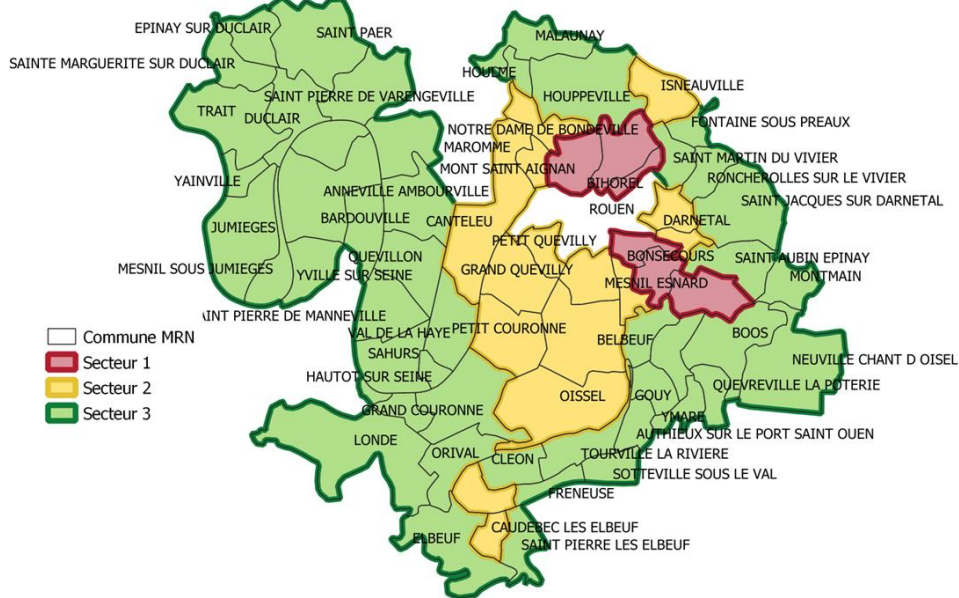 EPINAY SUR DUCLAIR
SAINT PAER
MALAUNAY
SAINTE MARGUERITE SUR DUCLAIR
HOULME
ISNEAUVILLE
SAINT PIERRE DE VARENGEVILLE
HOUPPEVILLE
TRAIT
DUCLAIR
FONTAINE SOUS PREAUX
NOTRE DAME DE BONDEVILLE
MAROMME
SAINT MARTIN DU VIVIER
MONT SAINT AIGNAN
RONCHEROLLES SUR LE VIVIER
YAINVILLE
BIHOREL
ANNEVILLE AMBOURVILLE
SAINT JACQUES SUR DARNETAL
ROUEN
BARDOUVILLE
CANTELEU
DARNETAL
JUMIEGES
PETIT QUEVILLY
QUEVILLON
BONSECOURS
SAINT AUBIN EPINAY
MESNIL SOUS JUMIEGES
YVILLE SUR SEINE
GRAND QUEVILLY
MONTMAIN
MESNIL ESNARD
AINT PIERRE DE MANNEVILLE
Commune MRN
VAL DE LA HAYE
PETIT COURONNE
BELBEUF
BOOS
SAHURS
Secteur 1
NEUVILLE CHANT D OISEL
HAUTOT SUR SEINE
QUEVREVILLE LA POTERIE
Secteur 2
OISSEL
GOUY
GRAND COURONNE
YMARE
Secteur 3
AUTHIEUX SUR LE PORT SAINT OUEN
LONDE
ORIVAL
CLEON
TOURVILLE LA RIVIERE
SOTTEVILLE SOUS LE VAL
FRENEUSE
CAUDEBEC LES ELBEUF
ELBEUF
SAINT PIERRE LES ELBEUF